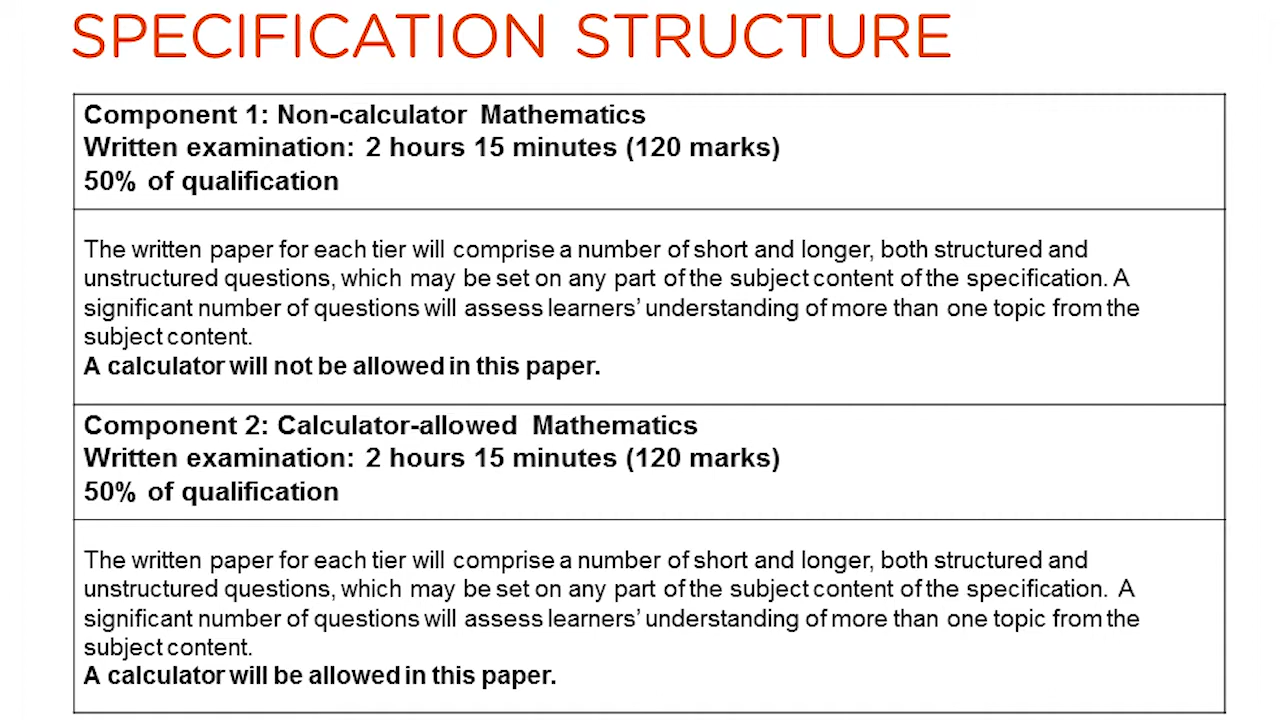 SPECIFICATION STRUCTURE
Component 1: Non-calculator Mathematics
Written examination: 2 hours 15 minutes (120 marks)
50% of qualification
The written paper for each tier will comprise a number of short and longer, both structured and
unstructured questions, which may be set on any part of the subject content of the specification. A
significant number of questions will assess learners’ understanding of more than one topic from the
subject content.
A calculator will not be allowed in this paper.
Component 2: Calculator-allowed Mathematics
Written examination: 2 hours 15 minutes (120 marks)
50% of qualification
The written paper for each tier will comprise a number of short and longer, both structured and
unstructured questions, which may be set on any part of the subject content of the specification. A
significant number of questions will assess learners’ understanding of more than one topic from the
subject content.
A calculator will be allowed in this paper.